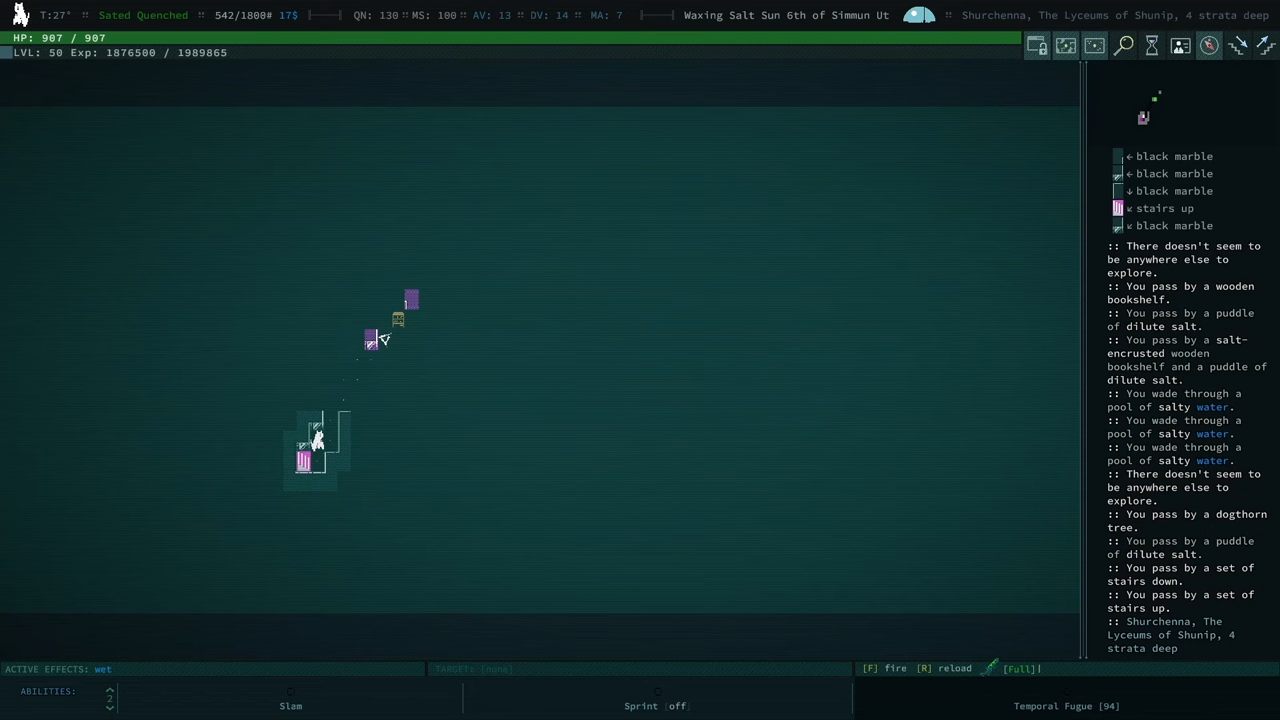 T:27° :: Sated Quenched :: 542/1800# 17$ QN: 130 :: MS: 100 :: AV: 13 :: DV: 14 :: MA: 7 Waxing Salt Sun 6th of Simmun Ut :: Shurchenna, The Lyceums of Shunip, 4 strata deep
HP: 907 / 907
LVL: 50 Exp: 1876500 / 1989865
← black marble
← black marble
↓ black marble
↙ stairs up
↙ black marble
:: There doesn't seem to
be anywhere else to
explore.
:: You pass by a wooden
bookshelf.
:: You pass by a puddle
of dilute salt.
:: You pass by a salt-
encrusted wooden
bookshelf and a puddle of
dilute salt.
:: You wade through a
pool of salty water.
:: You wade through a
pool of salty water.
:: You wade through a
pool of salty water.
:: There doesn't seem to
be anywhere else to
explore.
:: You pass by a dogthorn
tree.
:: You pass by a puddle
of dilute salt.
:: You pass by a set of
stairs down.
:: You pass by a set of
stairs up.
:: Shurchenna, The
Lyceums of Shunip, 4
strata deep
ACTIVE EFFECTS: wet
TARGET: [none]
[F] fire [R] reload [Full]
ABILITIES: 2
Slam
Sprint [off]
Temporal Fugue [94]